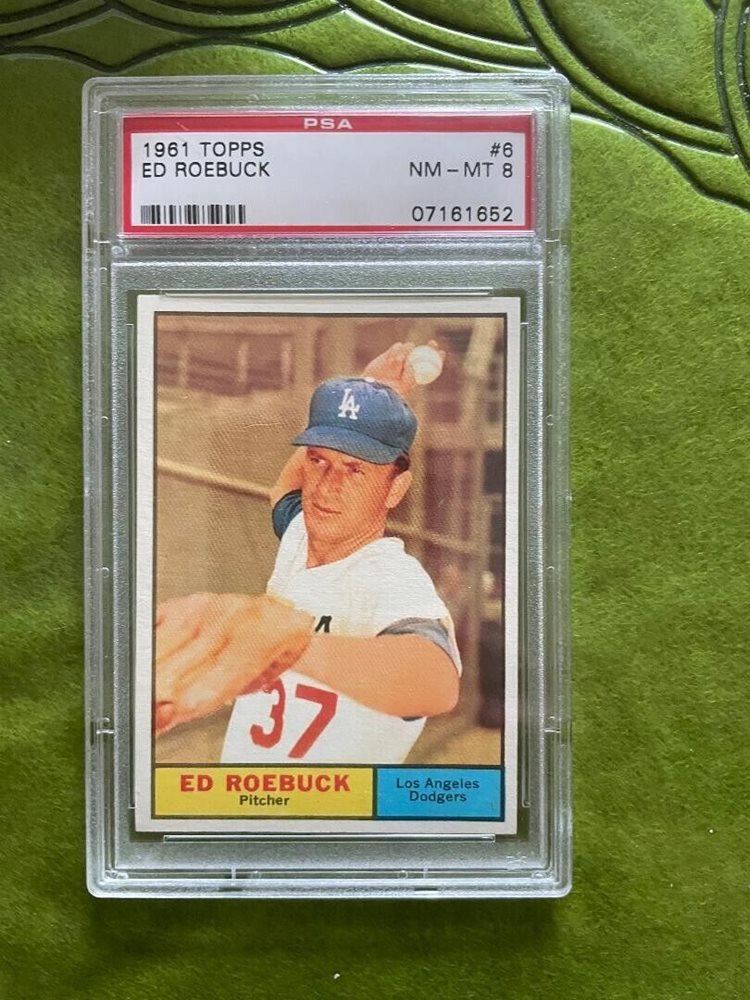 PSA
1961 TOPPS #6
ED ROEBUCK NM - MT 8
07161652
LA
37
ED ROEBUCK
Pitcher
Los Angeles
Dodgers